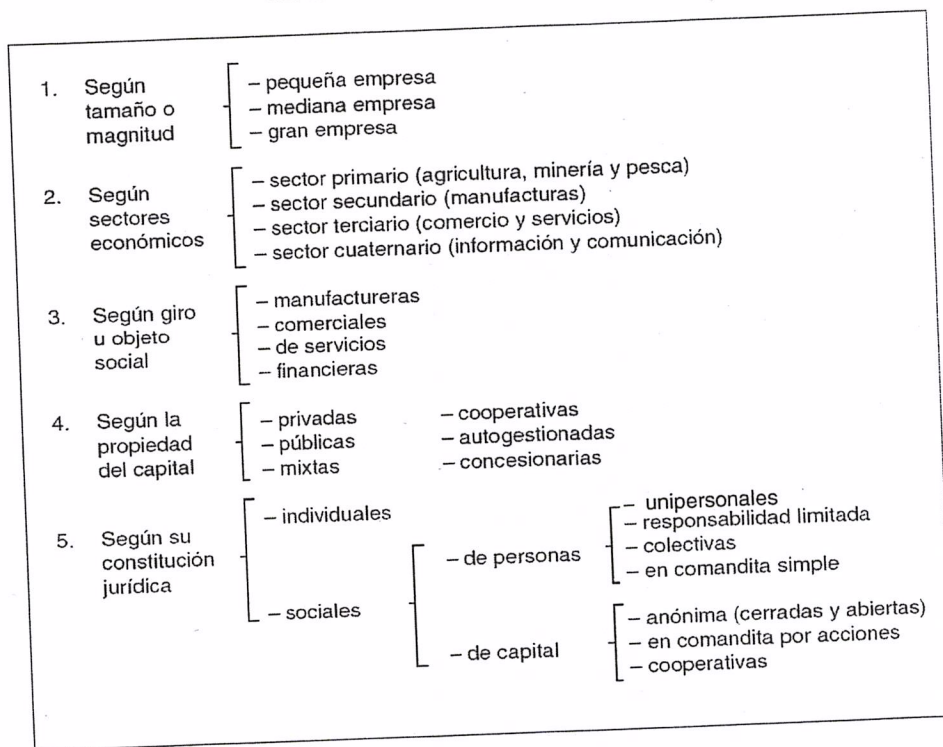 1. Según
tamaño o
magnitud
– pequeña empresa
– mediana empresa
– gran empresa
2. Según
sectores
económicos
– sector primario (agricultura, minería y pesca)
– sector secundario (manufacturas)
– sector terciario (comercio y servicios)
– sector cuaternario (información y comunicación)
3. Según giro
u objeto
social
– manufactureras
– comerciales
– de servicios
– financieras
4. Según la
propiedad
del capital
– privadas
– públicas
– mixtas
– cooperativas
– autogestionadas
– concesionarias
5. Según su
constitución
jurídica
– individuales
– sociales
– de personas
– unipersonales
– responsabilidad limitada
– colectivas
– en comandita simple
– de capital
– anónima (cerradas y abiertas)
– en comandita por acciones
– cooperativas